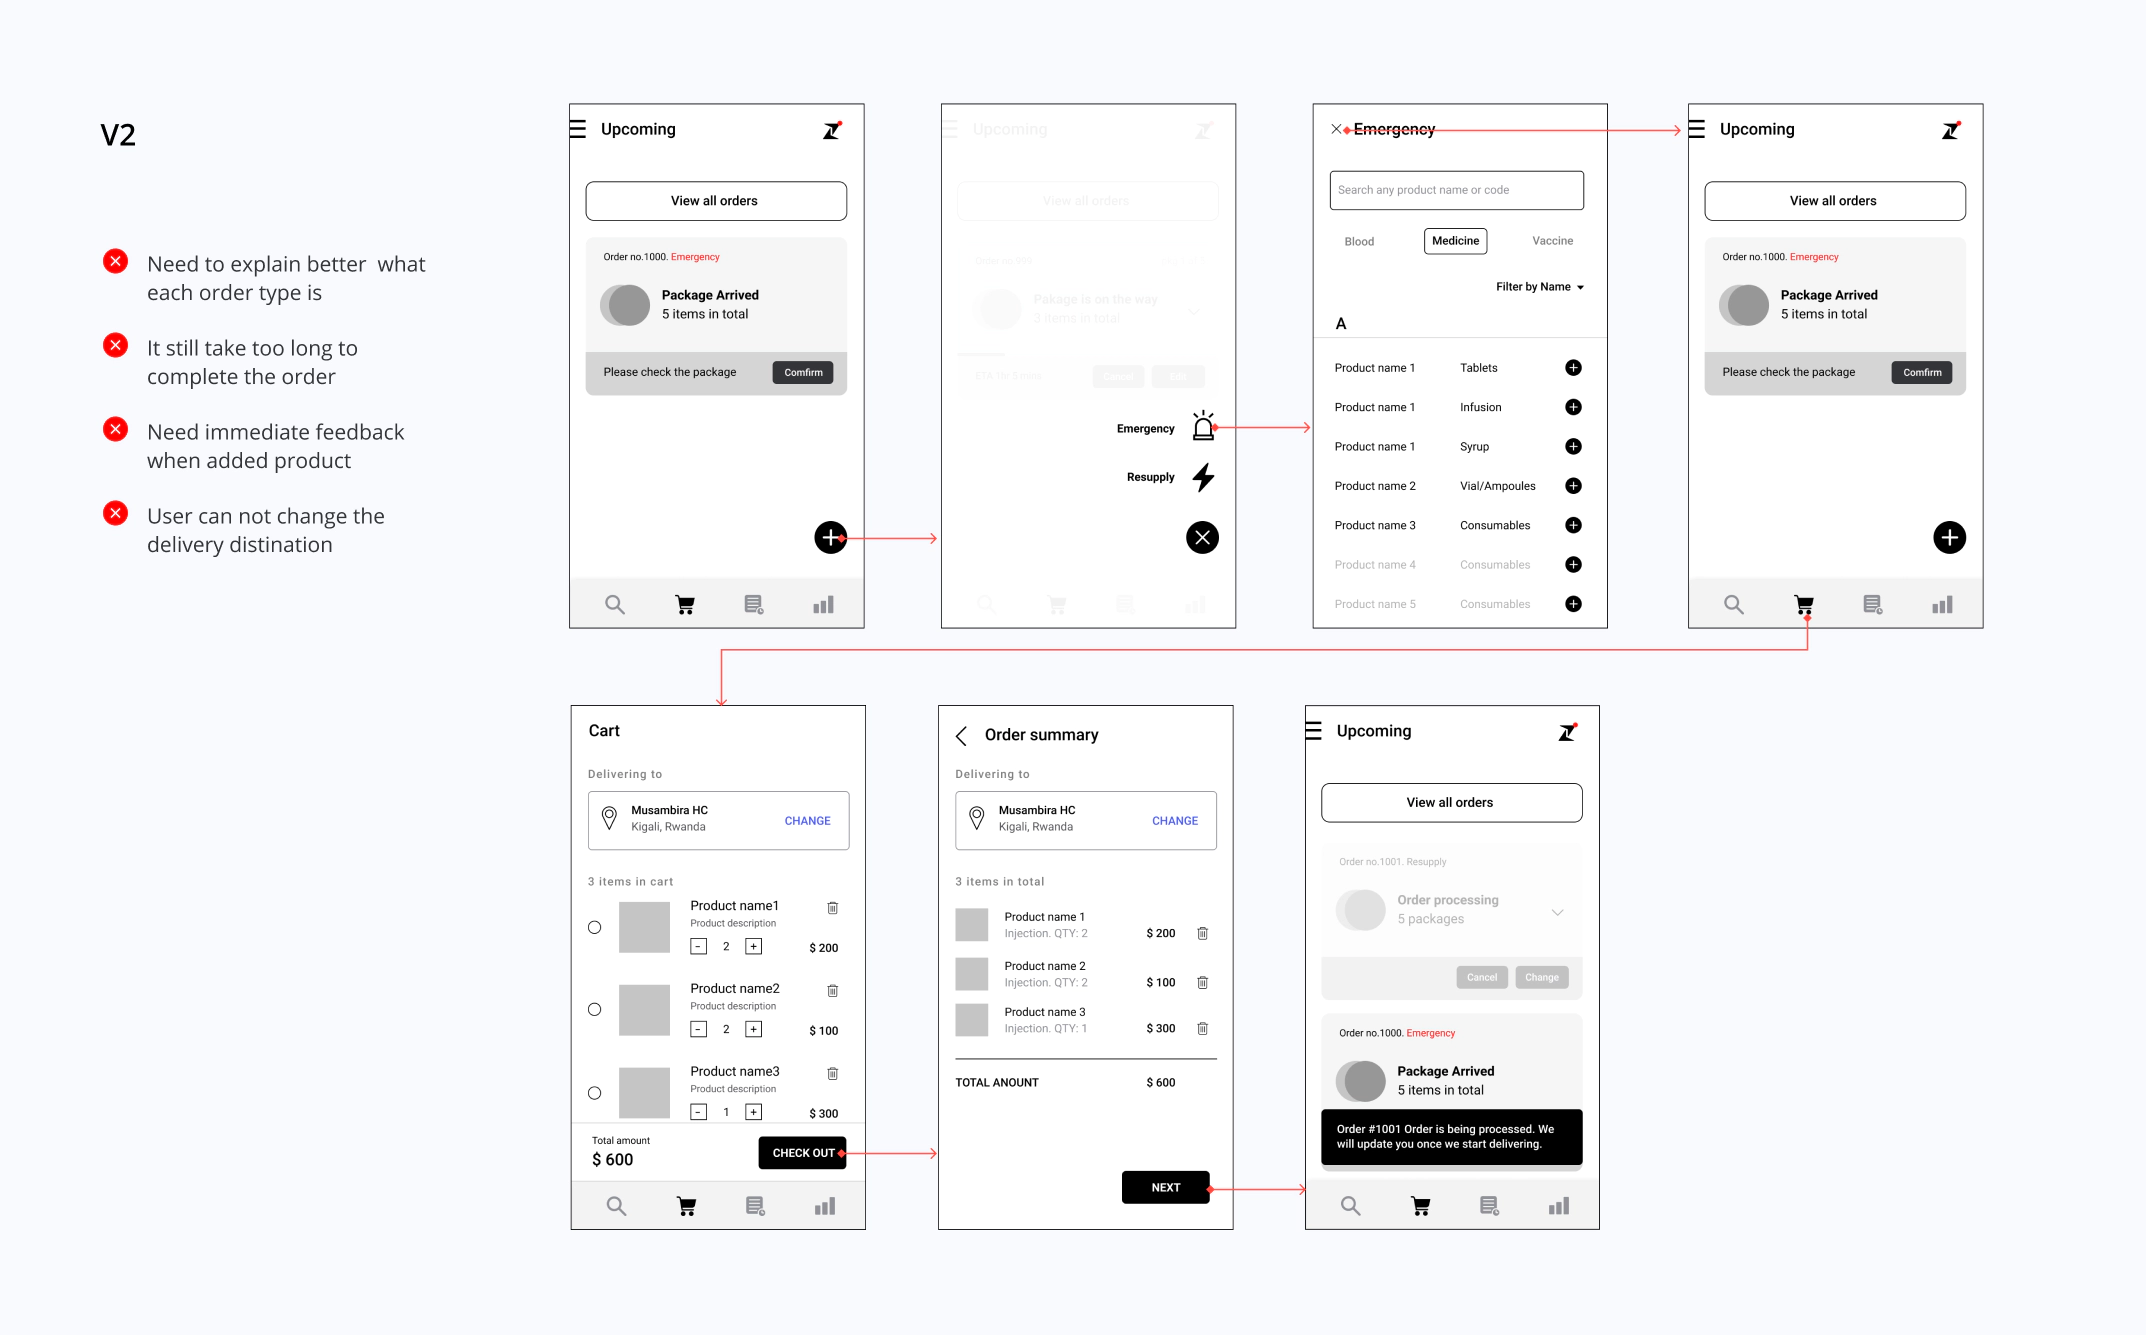 V2
Need to explain better what
each order type is
It still take too long to
complete the order
Need immediate feedback
when added product
User can not change the
delivery distination
Upcoming
View all orders
Order no.1000. Emergency
Package Arrived
5 items in total
Please check the package
Comfirm
Upcoming
View all orders
Order no.999
Pakage is on the way
3 items in total
Cancel
Edit
Emergency
Resupply
Emergency
Search any product name or code
Blood
Medicine
Vaccine
Filter by Name
A
Product name 1 Tablets
Product name 1 Infusion
Product name 1 Syrup
Product name 2 Vial/Ampoules
Product name 3 Consumables
Product name 4 Consumables
Product name 5 Consumables
Upcoming
View all orders
Order no.1000. Emergency
Package Arrived
5 items in total
Please check the package
Comfirm
Cart
Delivering to
Musambira HC
Kigali, Rwanda
CHANGE
3 items in cart
Product name1
Product description
- 2 +
$ 200
Product name2
Product description
- 2 +
$ 100
Product name3
Product description
- 1 +
$ 300
Total amount
$ 600
CHECK OUT
Order summary
Delivering to
Musambira HC
Kigali, Rwanda
CHANGE
3 items in total
Product name 1
Injection. QTY: 2
$ 200
Product name 2
Injection. QTY: 2
$ 100
Product name 3
Injection. QTY: 1
$ 300
TOTAL ANOUNT $ 600
NEXT
Upcoming
View all orders
Order no.1001. Resupply
Order processing
5 packages
Cancel
Change
Order no.1000. Emergency
Package Arrived
5 items in total
Order #1001 Order is being processed. We
will update you once we start delivering.